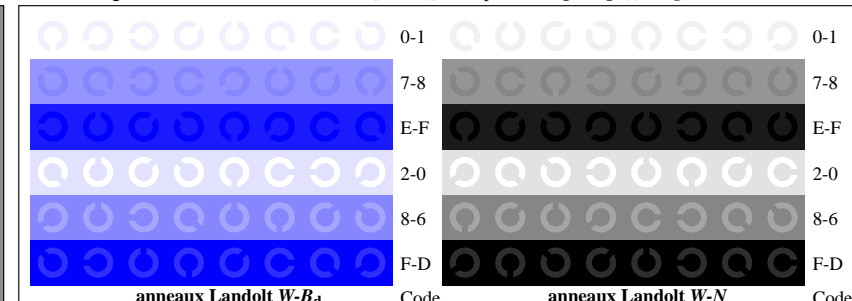 0-1 0-1
7-8 7-8
E-F E-F
2-0 2-0
8-6 8-6
F-D F-D
anneaux Landolt W-Bd Code anneaux Landolt W-N Code